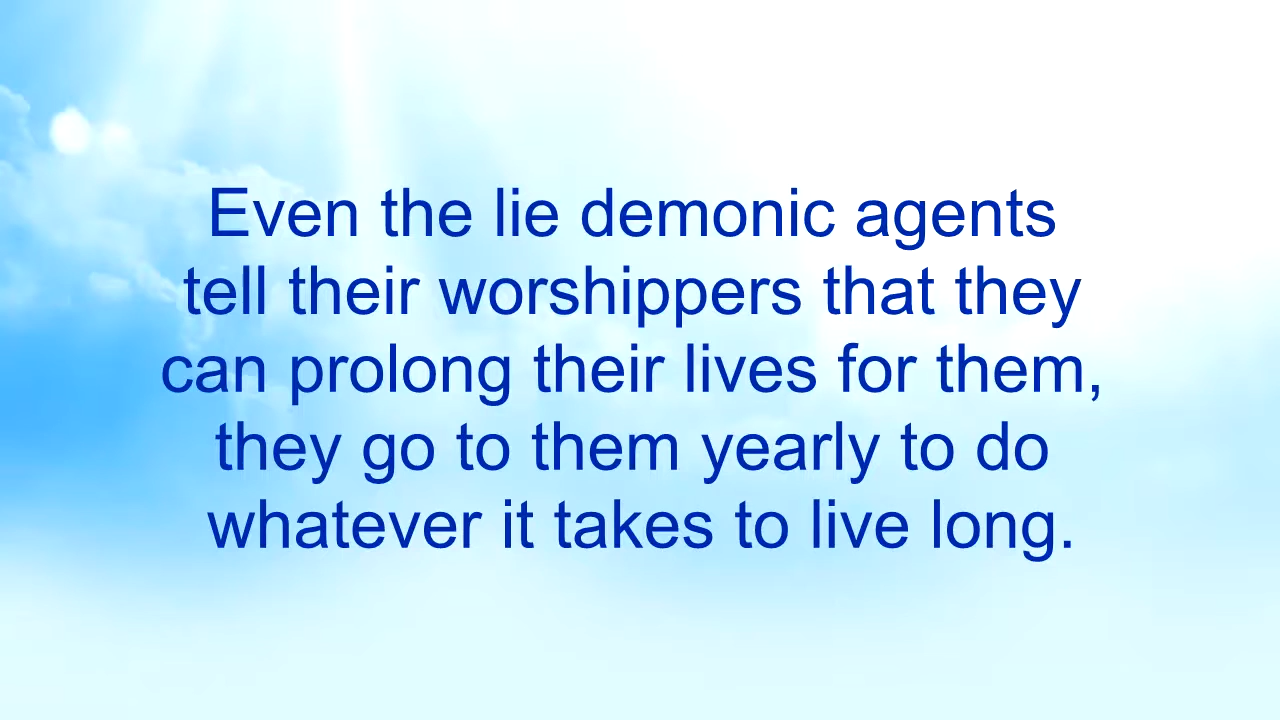 Even the lie demonic agents
tell their worshippers that they
can prolong their lives for them,
they go to them yearly to do
whatever it takes to live long.